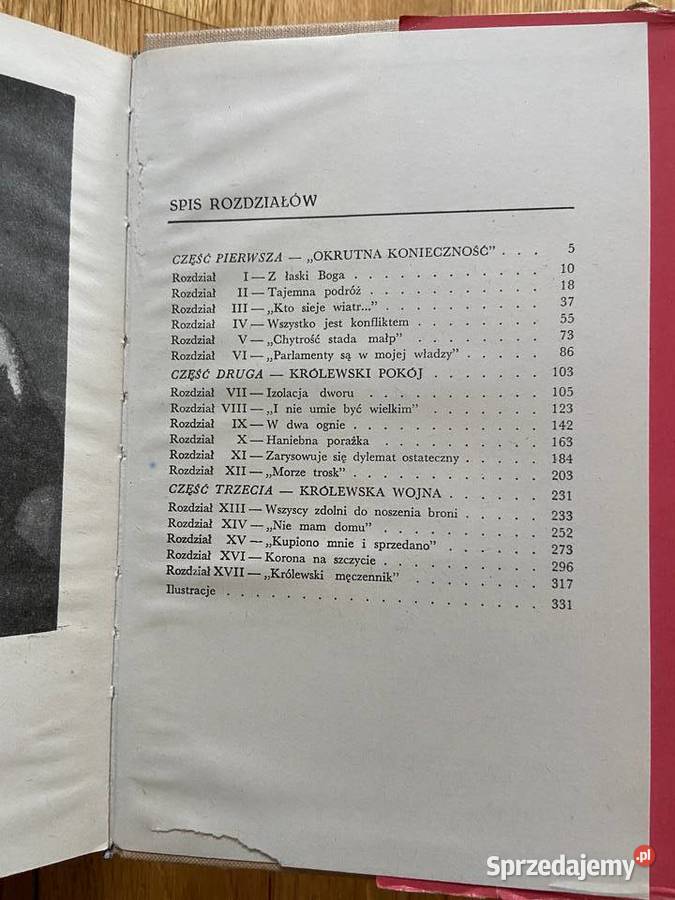 SPIS ROZDZIAŁÓW
CZĘŚĆ PIERWSZA — „OKRUTNA KONIECZNOŚĆ” . . . 5
Rozdział I — Z łaski Boga . . . . . . . . . . . 10
Rozdział II — Tajemna podróż . . . . . . . . . . 18
Rozdział III — „Kto sieje wiatr...” . . . . . . . . . 37
Rozdział IV — Wszystko jest konfliktem . . . . . . . 55
Rozdział V — „Chytrość stada małp” . . . . . . . . 73
Rozdział VI — „Parlamenty są w mojej władzy” . . . . . 86
CZĘŚĆ DRUGA — KRÓLEWSKI POKÓJ . . . . . . . 103
Rozdział VII — Izolacja dworu . . . . . . . . . . 105
Rozdział VIII — „I nie umie być wielkim” . . . . . . . 123
Rozdział IX — W dwa ognie . . . . . . . . . . 142
Rozdział X — Haniebna porażka . . . . . . . . . 163
Rozdział XI — Zarysowuje się dylemat ostateczny . . . . . 184
Rozdział XII — „Morze trosk” . . . . . . . . . . 203
CZĘŚĆ TRZECIA — KRÓLEWSKA WOJNA . . . . . . 231
Rozdział XIII — Wszyscy zdolni do noszenia broni . . . . . 233
Rozdział XIV — „Nie mam domu” . . . . . . . . . 252
Rozdział XV — „Kupiono mnie i sprzedano” . . . . . . 273
Rozdział XVI — Korona na szczycie . . . . . . . . . 296
Rozdział XVII — „Królewski męczennik” . . . . . . . . 317
Ilustracje . . . . . . . . . . . . . . . . . 331
Sprzedajemy.pl